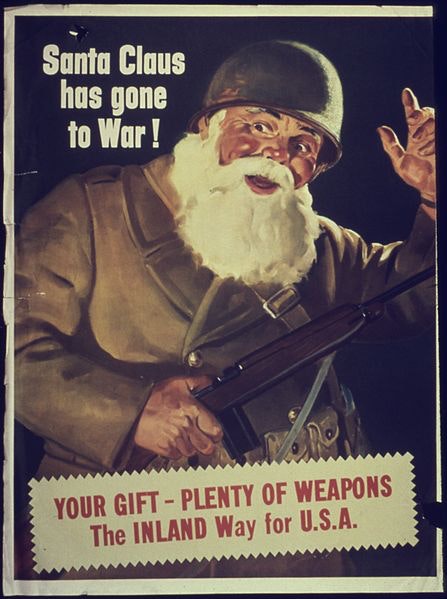 Santa Claus
has gone
to War!
YOUR GIFT - PLENTY OF WEAPONS
The INLAND Way for U.S.A.